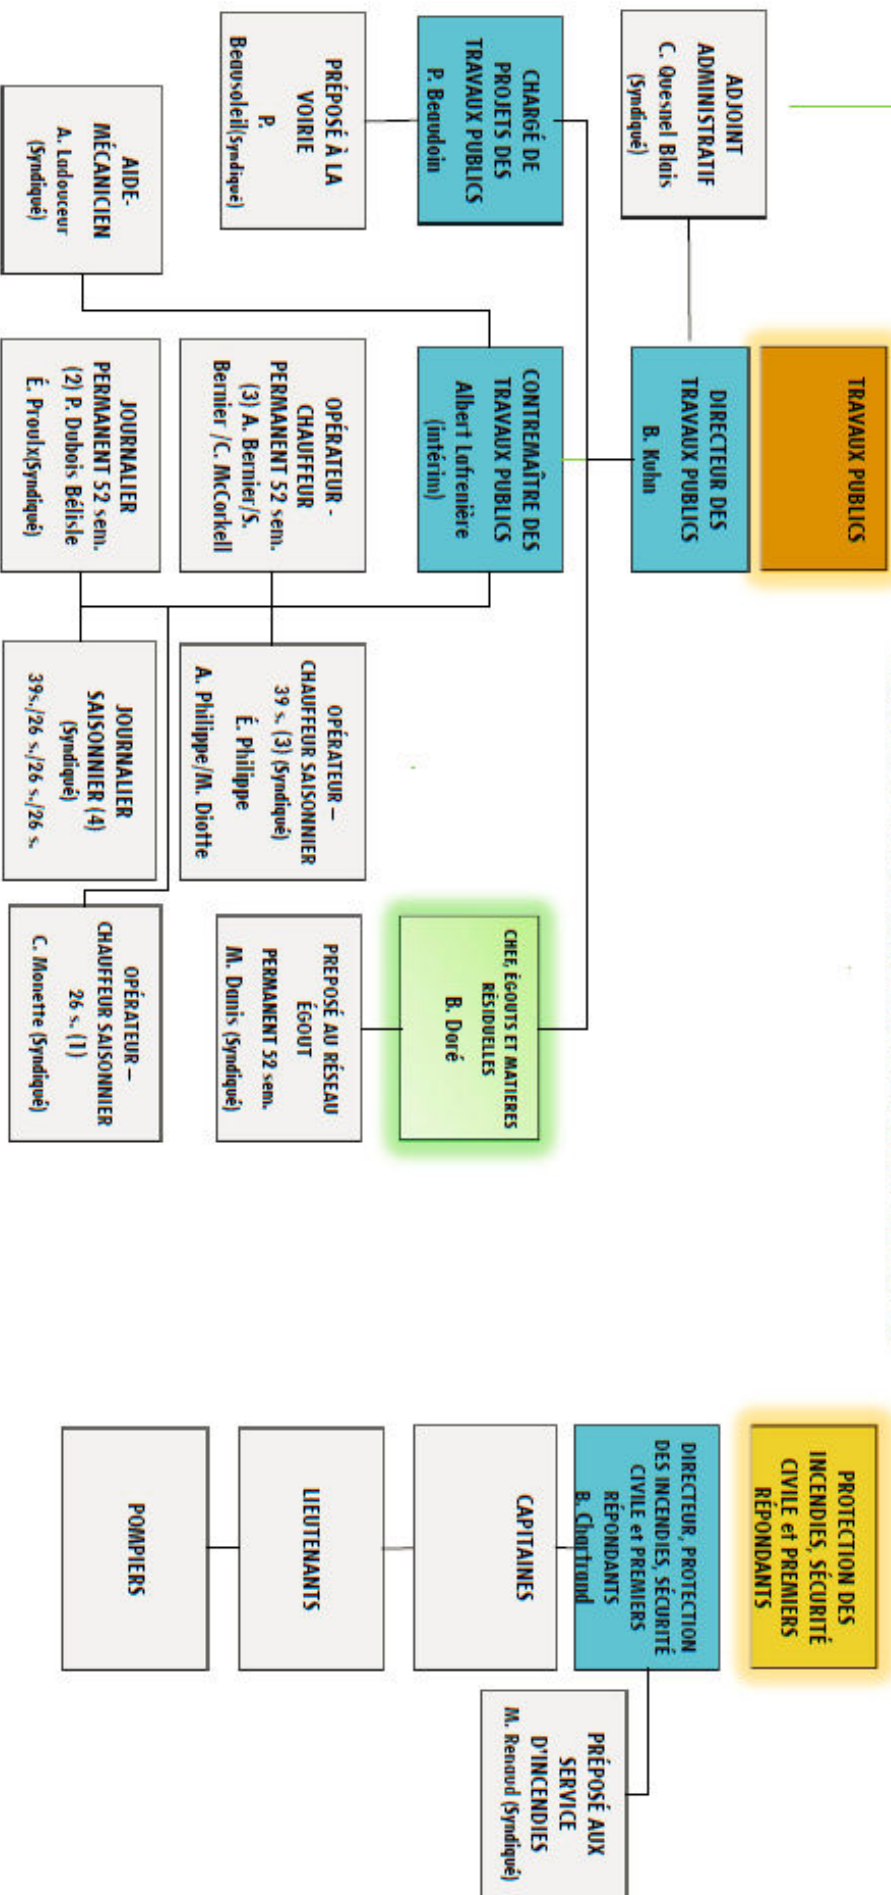 TRAVAUX PUBLICS
DIRECTEUR DES
TRAVAUX PUBLICS
B. Kuhn
ADJOINT
ADMINISTRATIF
C. Quesnel Blais
(Syndiqué)
CHARGÉ DE
PROJETS DES
TRAVAUX PUBLICS
P. Beaudoin
CONTREMAÎTRE DES
TRAVAUX PUBLICS
Albert Lafrenière
(intérim)
CHEF, ÉGOUTS ET MATIERES
RÉSIDUELLES
B. Doré
PRÉPOSÉ À LA
VOIRIE
P.
Beausoleil(Syndiqué)
OPÉRATEUR -
CHAUFFEUR
PERMANENT 52 sem.
(3) A. Bernier/S.
Bernier /C. McCorkell
OPÉRATEUR –
CHAUFFEUR SAISONNIER
39 s. (3) (Syndiqué)
É. Philippe
A. Philippe/M. Diotte
PREPOSÉ AU RÉSEAU
ÉGOUT
PERMANENT 52 sem.
M. Danis (Syndiqué)
AIDE-
MÉCANICIEN
A. Ladouceur
(Syndiqué)
JOURNALIER
PERMANENT 52 sem.
(2) P. Dubois Bélisle
É. Proulx(Syndiqué)
JOURNALIER
SAISONNIER (4)
(Syndiqué)
39s./26 s./26 s./26 s.
OPÉRATEUR –
CHAUFFEUR SAISONNIER
26 s. (1)
C. Monette (Syndiqué)
PROTECTION DES
INCENDIES, SÉCURITÉ
CIVILE et PREMIERS
RÉPONDANTS
DIRECTEUR, PROTECTION
DES INCENDIES, SÉCURITÉ
CIVILE et PREMIERS
RÉPONDANTS
B. Chartrand
PRÉPOSÉ AUX
SERVICE
D'INCENDIES
M. Renaud (Syndiqué)
CAPITAINES
LIEUTENANTS
POMPIERS